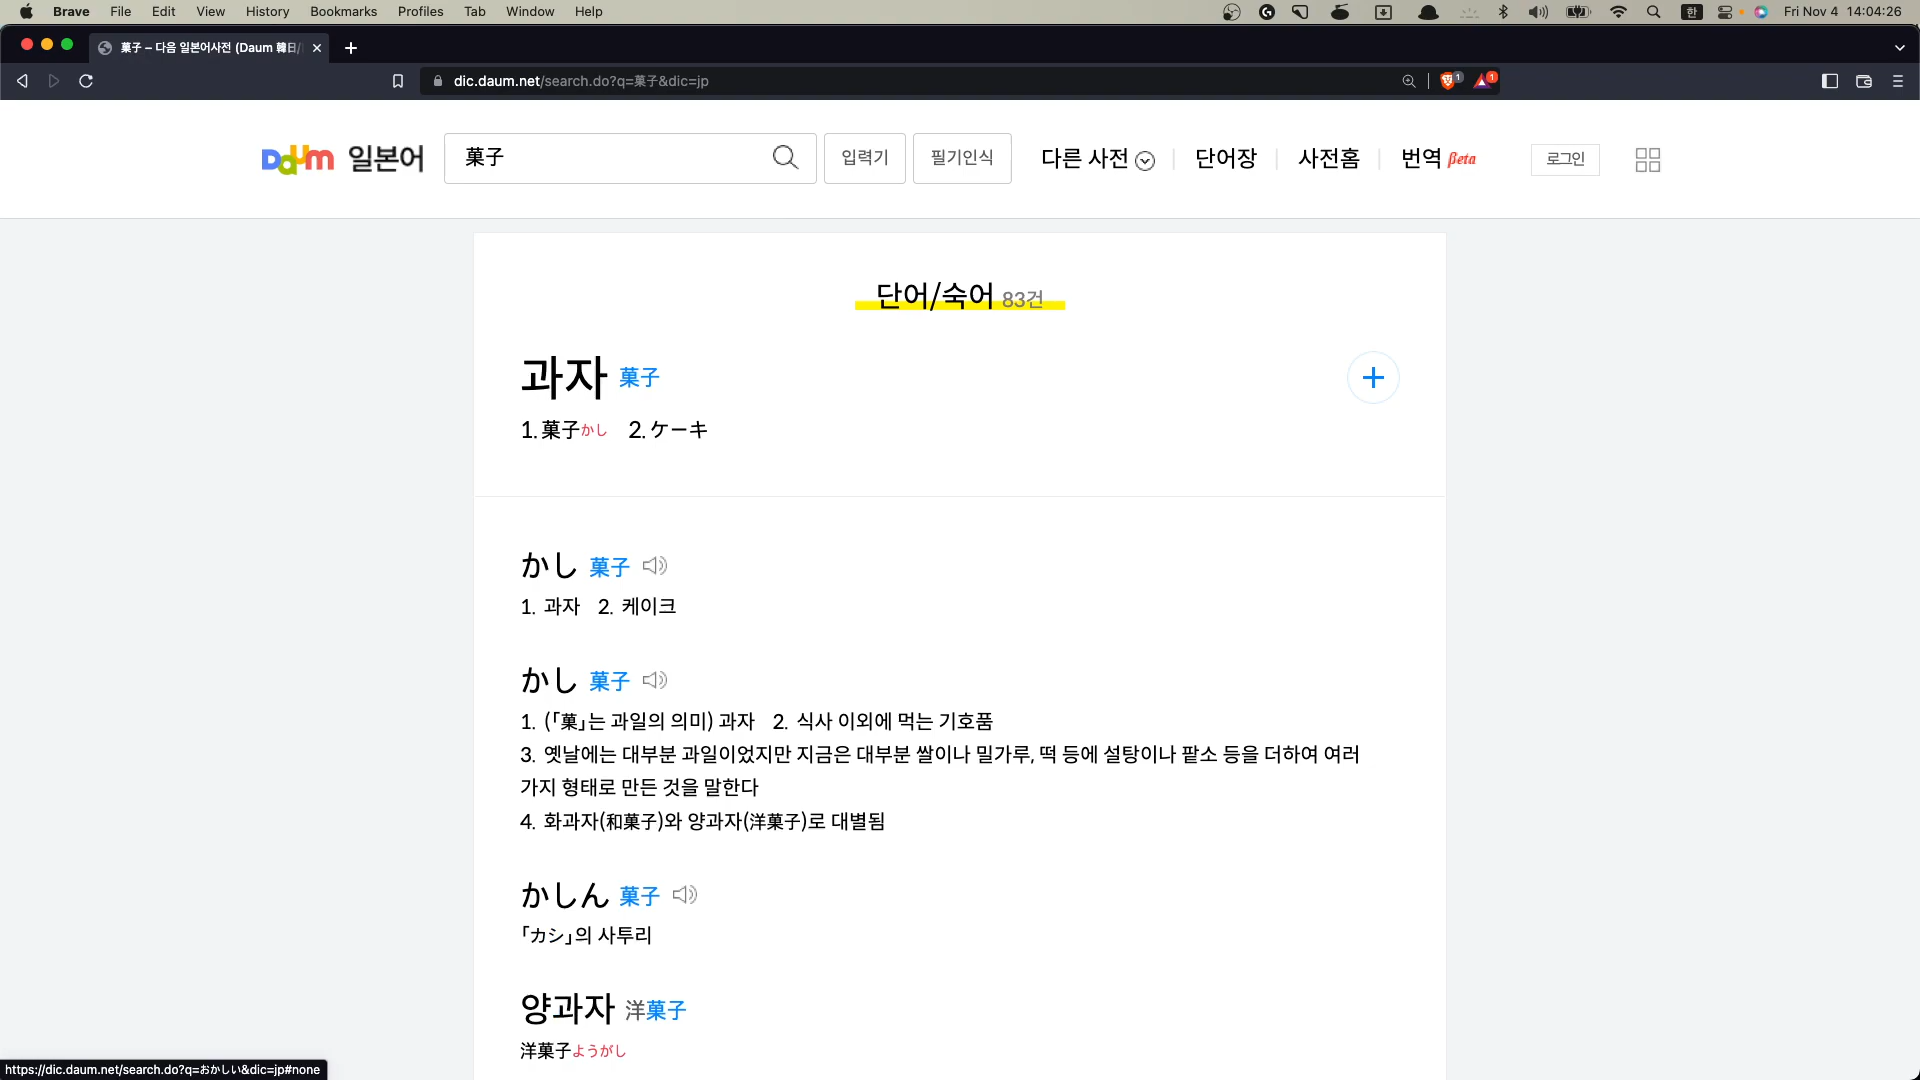 Brave File Edit View History Bookmarks Profiles Tab Window Help 한 Fri Nov 4 14:04:26
菓子 – 다음 일본어사전 (Daum 韓日/
dic.daum.net/search.do?q=菓子&dic=jp 1 1
Daum 일본어 菓子 입력기 필기인식 다른 사전 단어장 사전홈 번역 Beta 로그인
단어/숙어 83건
과자 菓子
1. 菓子かし 2. ケーキ
かし 菓子
1. 과자 2. 케이크
かし 菓子
1. (「菓」는 과일의 의미) 과자 2. 식사 이외에 먹는 기호품
3. 옛날에는 대부분 과일이었지만 지금은 대부분 쌀이나 밀가루, 떡 등에 설탕이나 팥소 등을 더하여 여러
가지 형태로 만든 것을 말한다
4. 화과자(和菓子)와 양과자(洋菓子)로 대별됨
かしん 菓子
「カシ」의 사투리
양과자 洋菓子
洋菓子ようがし
https://dic.daum.net/search.do?q=おかしい&dic=jp#none